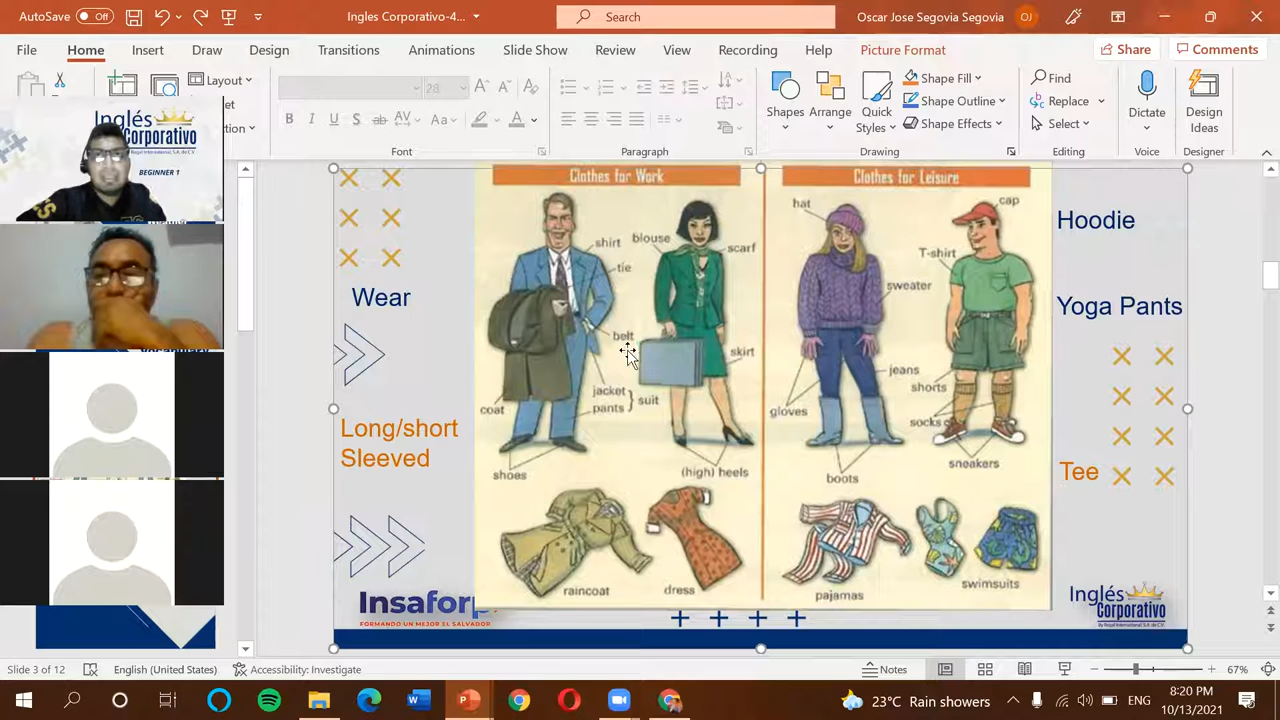 AutoSave Off
Ingles Corporativo-4...
Search
Oscar Jose Segovia Segovia
OJ
File Home Insert Draw Design Transitions Animations Slide Show Review View Recording Help Picture Format
Share Comments
Layout
Font
Paragraph
Shapes
Arrange
Quick Styles
Shape Fill
Shape Outline
Shape Effects
Drawing
Find
Replace
Select
Editing
Dictate
Voice
Design Ideas
Designer
Inglés
Corporativo
BEGINNER 1
Clothes for Work
Clothes for Leisure
shirt
blouse
scarf
tie
belt
jacket
pants
suit
skirt
coat
shoes
(high) heels
raincoat
dress
hat
cap
T-shirt
sweater
jeans
shorts
gloves
socks
sneakers
boots
pajamas
swimsuits
Wear
Long/short
Sleeved
Hoodie
Yoga Pants
Tee
Insaforp
FORMANDO UN MEJOR EL SALVADOR
Inglés
Corporativo
Slide 3 of 12
English (United States)
Accessibility: Investigate
Notes
67%
23°C Rain showers
ENG
8:20 PM
10/13/2021